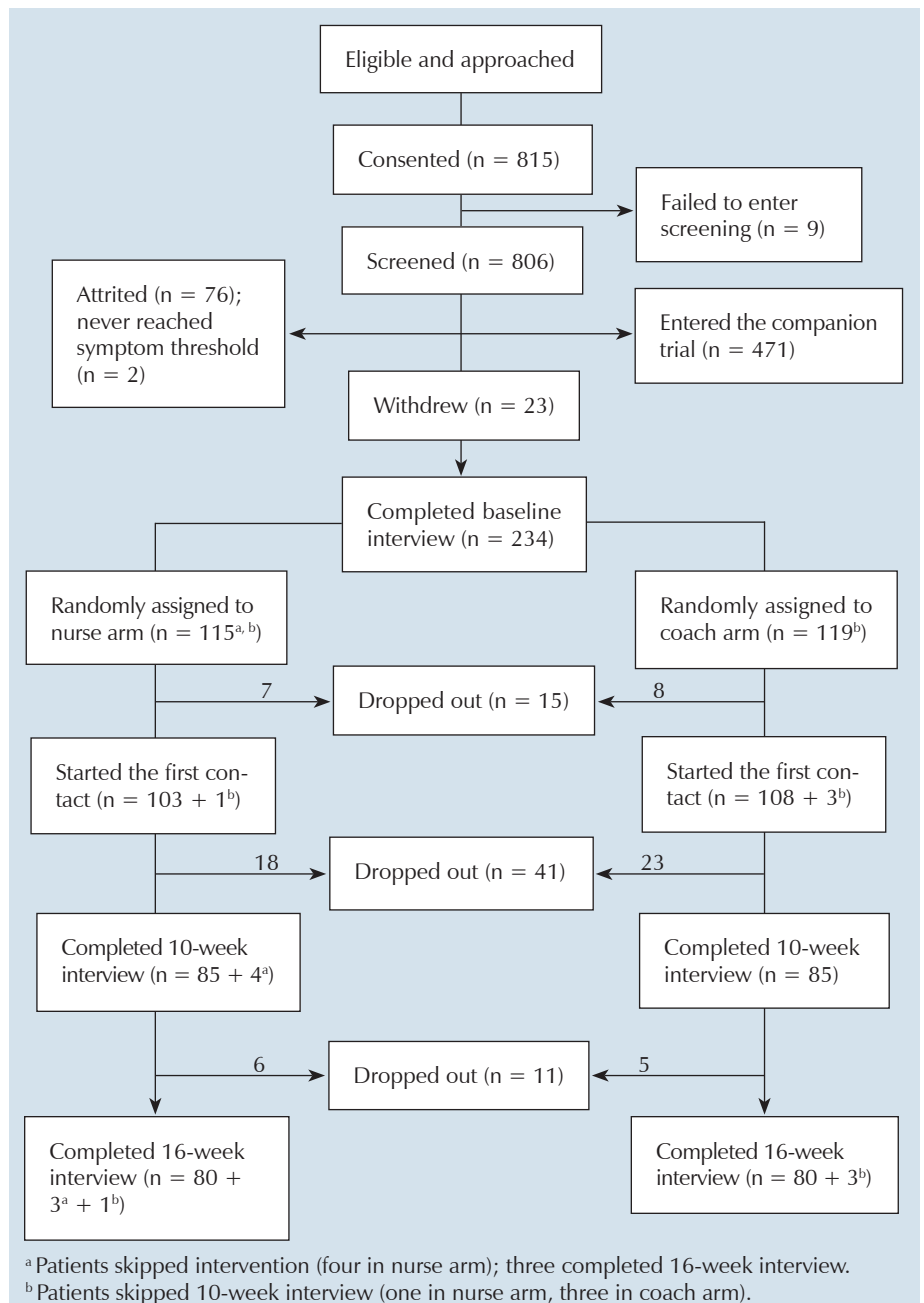 Eligible and approached
Consented (n = 815)
Failed to enter
screening (n = 9)
Screened (n = 806)
Attrited (n = 76);
never reached
symptom threshold
(n = 2)
Entered the companion
trial (n = 471)
Withdrew (n = 23)
Completed baseline
interview (n = 234)
Randomly assigned to
nurse arm (n = 115ᵃ, ᵇ)
Randomly assigned to
coach arm (n = 119ᵇ)
7
Dropped out (n = 15)
8
Started the first con-
tact (n = 103 + 1ᵇ)
Started the first con-
tact (n = 108 + 3ᵇ)
18
Dropped out (n = 41)
23
Completed 10-week
interview (n = 85 + 4ᵃ)
Completed 10-week
interview (n = 85)
6
Dropped out (n = 11)
5
Completed 16-week
interview (n = 80 +
3ᵃ + 1ᵇ)
Completed 16-week
interview (n = 80 + 3ᵇ)
ᵃ Patients skipped intervention (four in nurse arm); three completed 16-week interview.
ᵇ Patients skipped 10-week interview (one in nurse arm, three in coach arm).